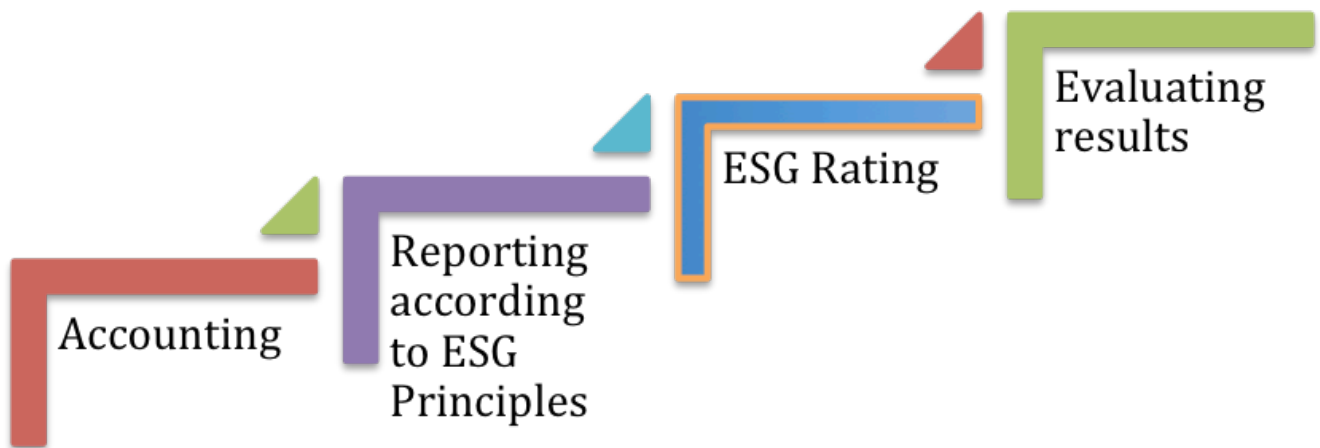 Accounting
Reporting
according
to ESG
Principles
ESG Rating
Evaluating
results